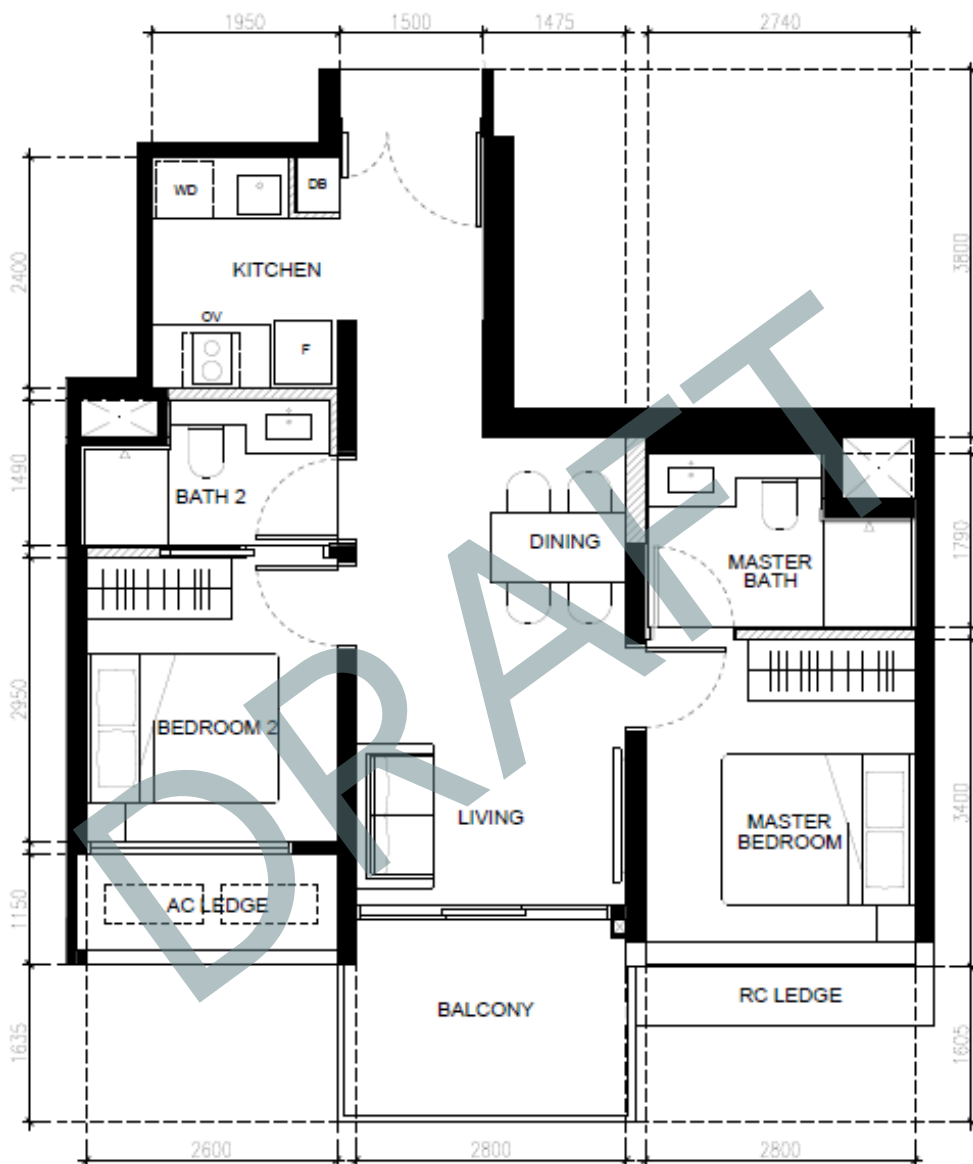 1950
1500
1475
2740
WD
DB
KITCHEN
OV
F
2400
3800
BATH 2
1490
DINING
MASTER
BATH
1790
BEDROOM 2
2950
LIVING
MASTER
BEDROOM
3400
AC LEDGE
1150
BALCONY
RC LEDGE
1635
1605
2600
2800
2800
DRAFT